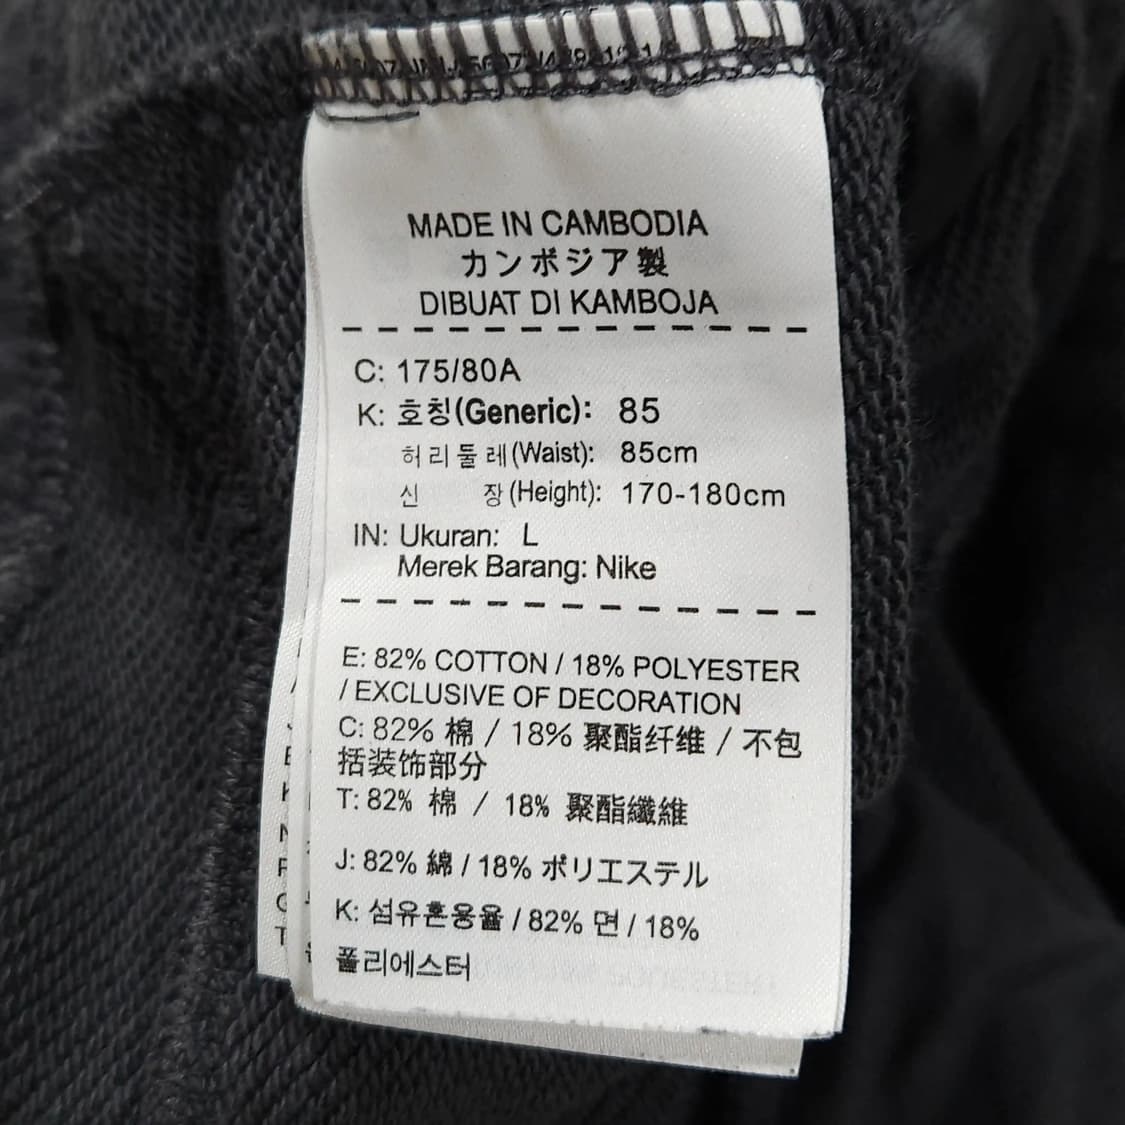 MADE IN CAMBODIA
カンボジア製
DIBUAT DI KAMBOJA
C: 175/80A
K: 호칭(Generic): 85
허리둘레(Waist): 85cm
신 장(Height): 170-180cm
IN: Ukuran: L
Merek Barang: Nike
E: 82% COTTON / 18% POLYESTER
/ EXCLUSIVE OF DECORATION
C: 82% 棉 / 18% 聚酯纤维 / 不包
括装饰部分
T: 82% 棉 / 18% 聚酯纖維
J: 82% 綿 / 18% ポリエステル
K: 섬유혼용율 / 82% 면 / 18%
폴리에스터